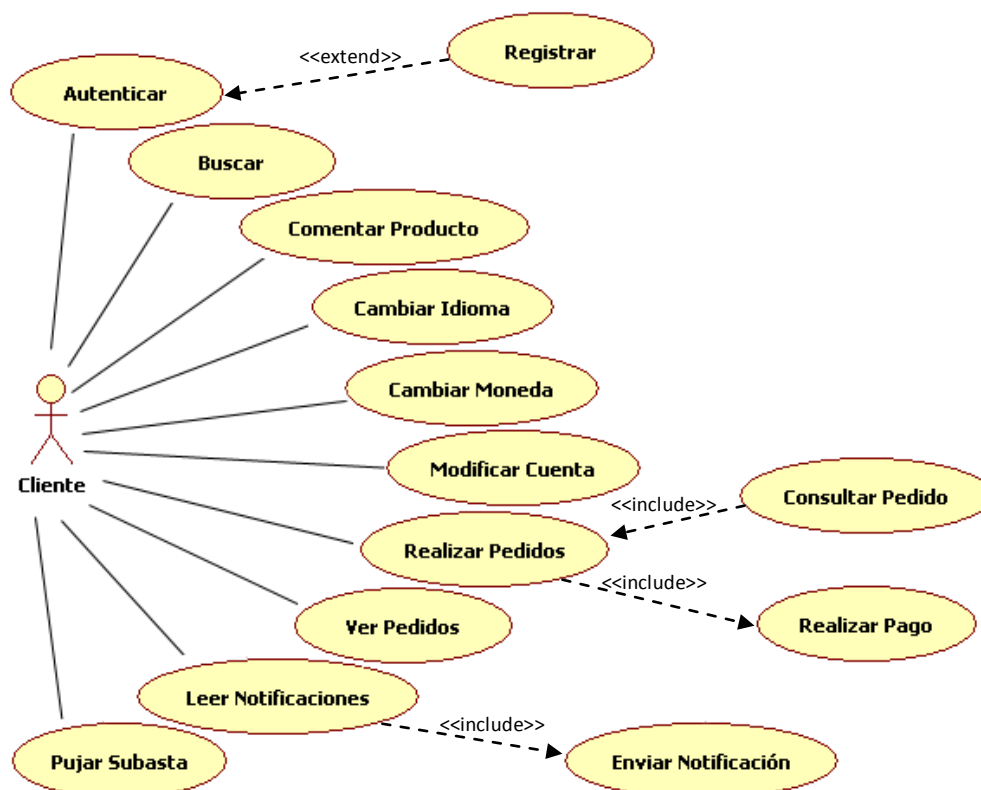 <<extend>>
Registrar
Autenticar
Buscar
Comentar Producto
Cambiar Idioma
Cambiar Moneda
Cliente
Modificar Cuenta
<<include>>
Consultar Pedido
Realizar Pedidos
<<include>>
Realizar Pago
Ver Pedidos
Leer Notificaciones
<<include>>
Pujar Subasta
Enviar Notificación